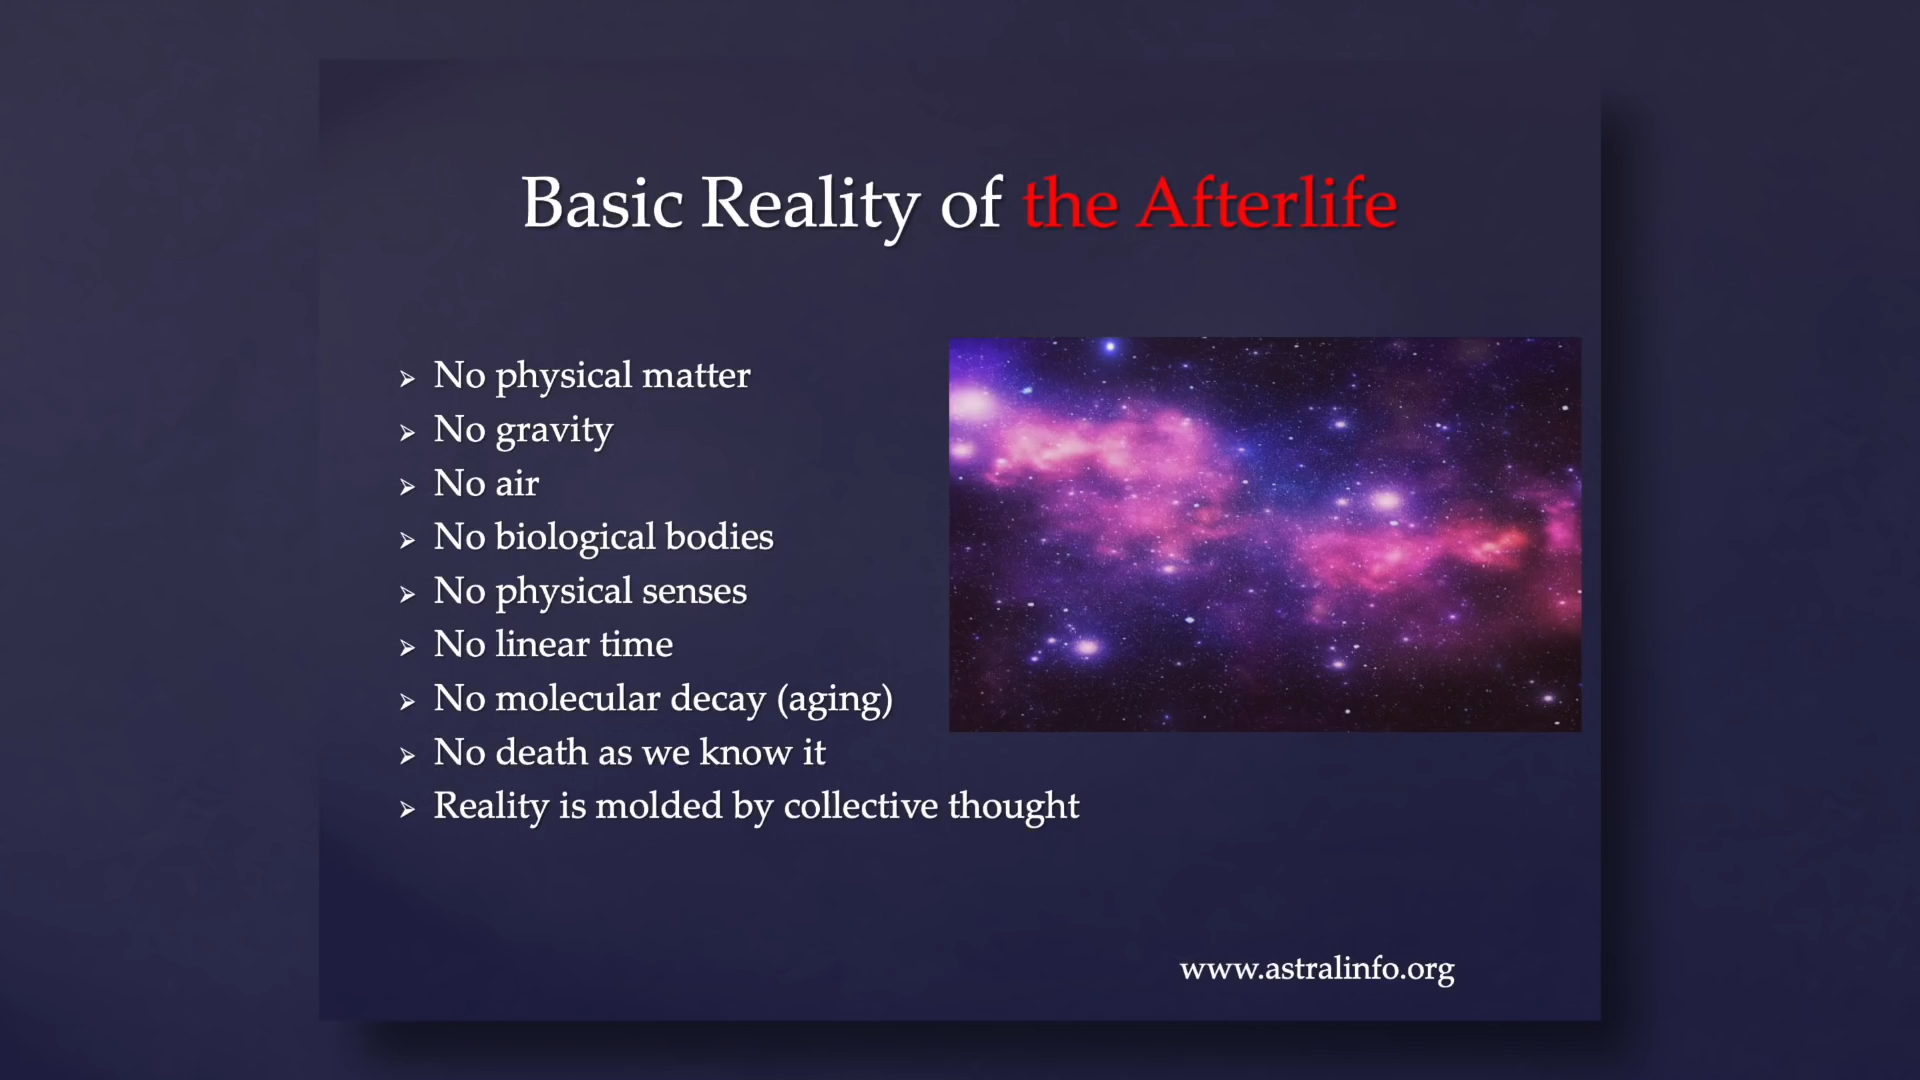 Basic Reality of the Afterlife
➢ No physical matter
➢ No gravity
➢ No air
➢ No biological bodies
➢ No physical senses
➢ No linear time
➢ No molecular decay (aging)
➢ No death as we know it
➢ Reality is molded by collective thought
www.astralinfo.org